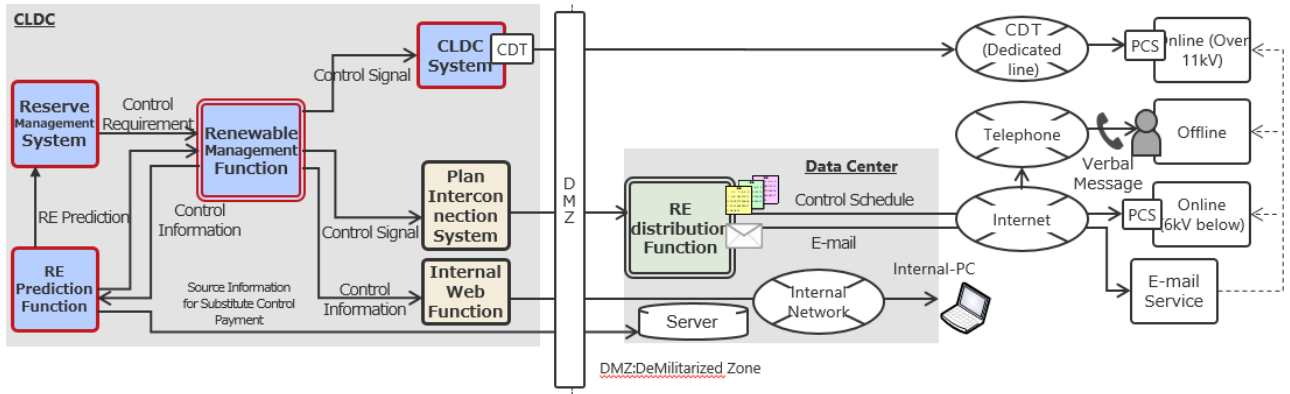 CLDC
CLDC
System
CDT
Control Signal
Reserve
Management
System
Control
Requirement
Renewable
Management
Function
RE Prediction
Control
Information
Plan
Interco
nnection
System
Control Signal
RE
Prediction
Function
Source Information
for Substitute Control
Payment
Control
Information
Internal
Web
Function
D
M
Z
DMZ:DeMilitarized Zone
Data Center
RE
distribution
Function
Control Schedule
E-mail
Server
Internal
Network
Internal-PC
CDT
(Dedicated
line)
PCS
Online (Over
11kV)
Telephone
Verbal
Message
Offline
Internet
PCS
Online
(6kV below)
E-mail
Service